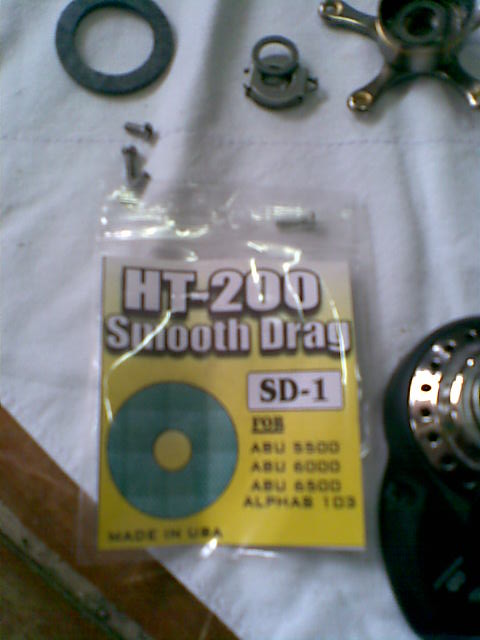 HT-200
Smooth Drag
SD-1
FOR
ABU 5500
ABU 6000
ABU 6500
ALPHAS 103
MADE IN USA